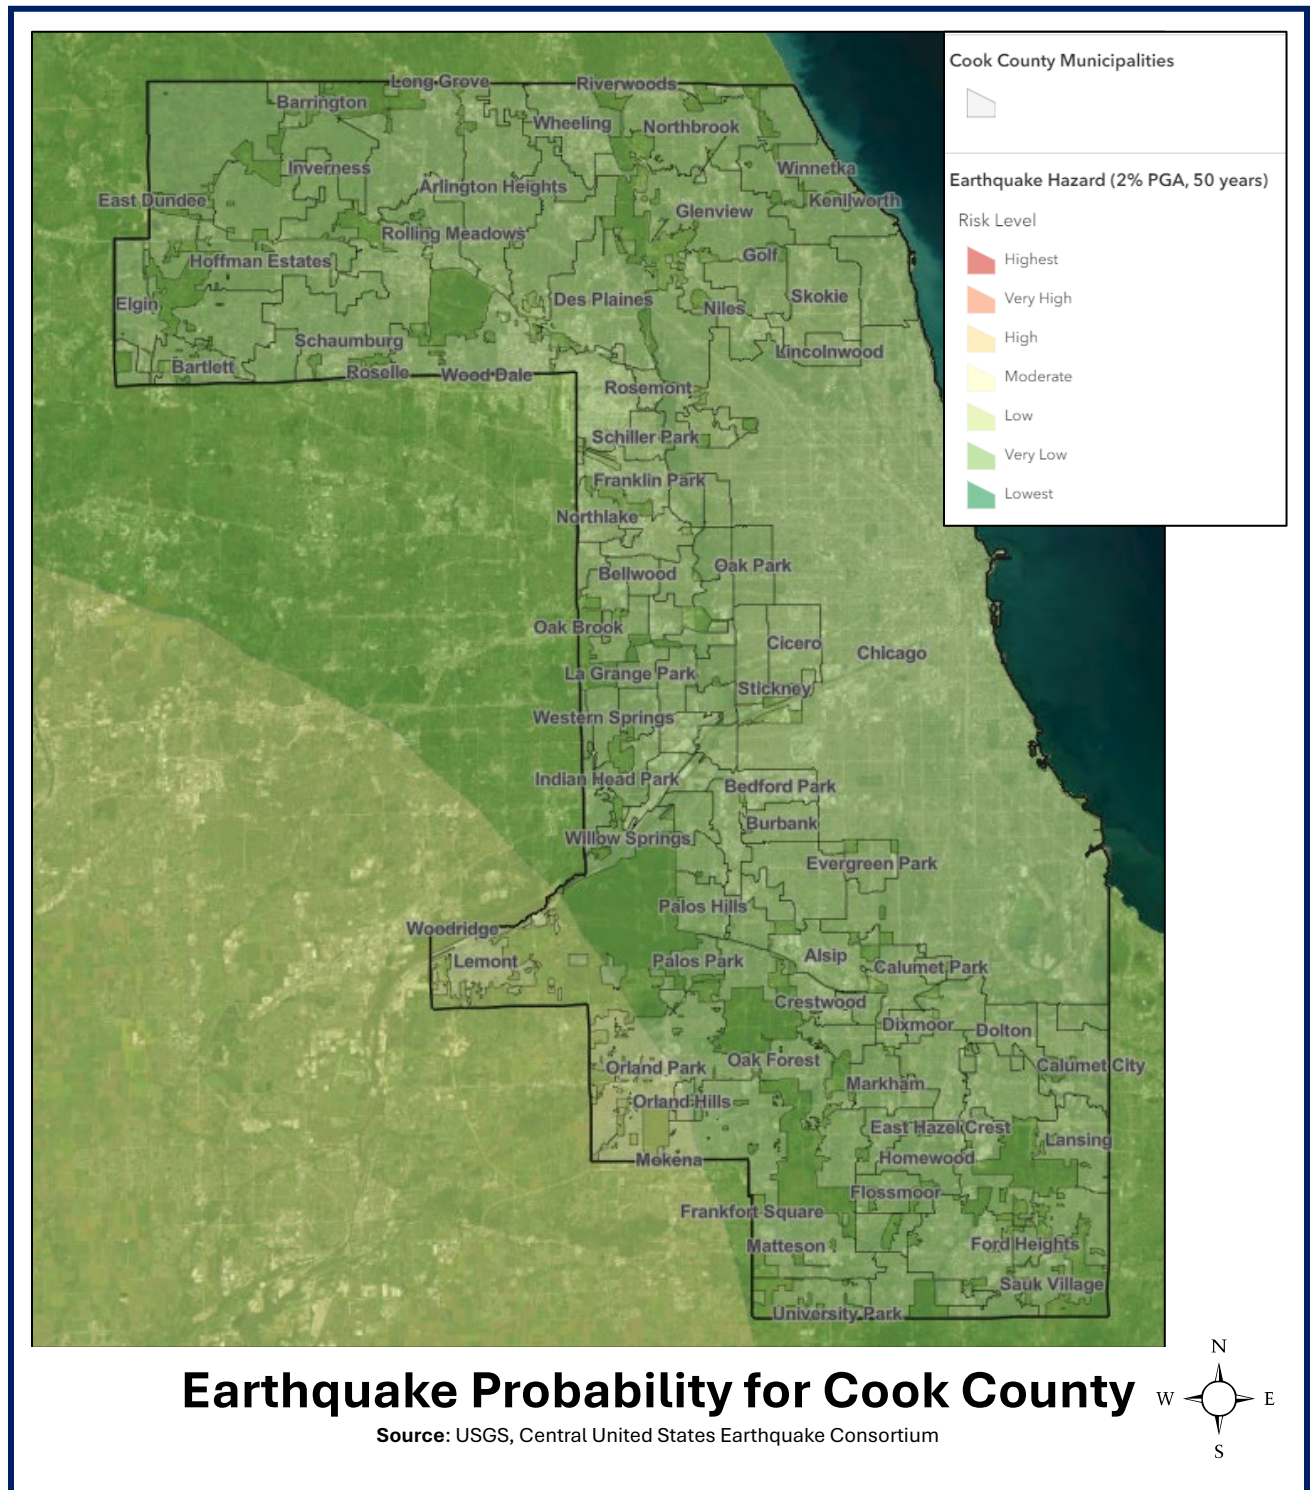 Cook County Municipalities
Earthquake Hazard (2% PGA, 50 years)
Risk Level
Highest
Very High
High
Moderate
Low
Very Low
Lowest
Long Grove
Riverwoods
Barrington
Wheeling
Northbrook
Inverness
Winnetka
Arlington Heights
East Dundee
Kenilworth
Glenview
Rolling Meadows
Golf
Hoffman Estates
Elgin
Des Plaines
Skokie
Niles
Schaumburg
Lincolnwood
Bartlett
Roselle
Wood Dale
Rosemont
Schiller Park
Franklin Park
Northlake
Oak Park
Bellwood
Oak Brook
Cicero
Chicago
La Grange Park
Stickney
Western Springs
Indian Head Park
Bedford Park
Burbank
Willow Springs
Evergreen Park
Palos Hills
Woodridge
Alsip
Lemont
Palos Park
Calumet Park
Crestwood
Dixmoor
Dolton
Oak Forest
Calumet City
Orland Park
Markham
Orland Hills
East Hazel Crest
Lansing
Homewood
Mokena
Flossmoor
Frankfort Square
Matteson
Ford Heights
Sauk Village
University Park
N
W
E
S
Earthquake Probability for Cook County
Source: USGS, Central United States Earthquake Consortium